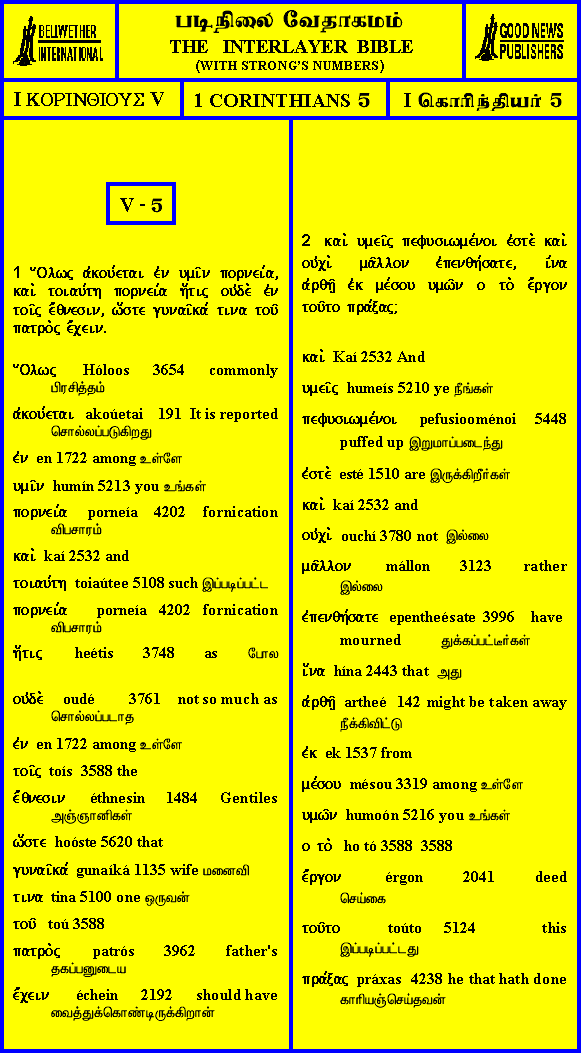 BELLWETHER
INTERNATIONAL
படிநிலை வேதாகமம்
THE INTERLAYER BIBLE
(WITH STRONG'S NUMBERS)
GOOD NEWS
PUBLISHERS
I ΚΟΡΙΝΘΙΟΥΣ V
1 CORINTHIANS 5
I கொரிந்தியர் 5
V - 5
1 Ὅλως ἀκούεται ἐν υμῖν πορνεία,
καὶ τοιαύτη πορνεία ἥτις οὐδὲ ἐν
τοῖς ἔθνεσιν, ὥστε γυναῖκά τινα τοῦ
πατρὸς ἔχειν.
Ὅλως Hóloos 3654 commonly
பிரசித்தம்
ἀκούεται akoúetai 191 It is reported
சொல்லப்படுகிறது
ἐν en 1722 among உள்ளே
υμῖν humín 5213 you உங்கள்
πορνεία porneía 4202 fornication
விபசாரம்
καὶ kaí 2532 and
τοιαύτη toiaútee 5108 such இப்படிப்பட்ட
πορνεία porneía 4202 fornication
விபசாரம்
ἥτις heétis 3748 as போல
οὐδὲ oudé 3761 not so much as
சொல்லப்படாத
ἐν en 1722 among உள்ளே
τοῖς toís 3588 the
ἔθνεσιν éthnesin 1484 Gentiles
அஞ்ஞானிகள்
ὥστε hoóste 5620 that
γυναῖκά gunaíká 1135 wife மனைவி
τινα tina 5100 one ஒருவன்
τοῦ toú 3588
πατρὸς patrós 3962 father's
தகப்பனுடைய
ἔχειν échein 2192 should have
வைத்துக்கொண்டிருக்கிறான்
2 καὶ υμεῖς πεφυσιωμένοι ἐστὲ καὶ
οὐχὶ μᾶλλον ἐπενθήσατε, ίνα
ἀρθῇ ἐκ μέσου υμῶν ο τὸ ἔργον
τοῦτο πράξας;
καὶ Kaí 2532 And
υμεῖς humeís 5210 ye நீங்கள்
πεφυσιωμένοι pefusiooménoi 5448
puffed up இறுமாப்படைந்து
ἐστὲ esté 1510 are இருக்கிறீர்கள்
καὶ kaí 2532 and
οὐχὶ ouchí 3780 not இல்லை
μᾶλλον mállon 3123 rather
இல்லை
ἐπενθήσατε epentheésate 3996 have
mourned துக்கப்பட்டீர்கள்
ἵνα hína 2443 that அது
ἀρθῇ artheé 142 might be taken away
நீக்கிவிட்டு
ἐκ ek 1537 from
μέσου mésou 3319 among உள்ளே
υμῶν humoón 5216 you உங்கள்
ο τὸ ho tó 3588 3588
ἔργον érgon 2041 deed
செய்கை
τοῦτο toúto 5124 this
இப்படிப்பட்டது
πράξας práxas 4238 he that hath done
காரியஞ்செய்தவன்